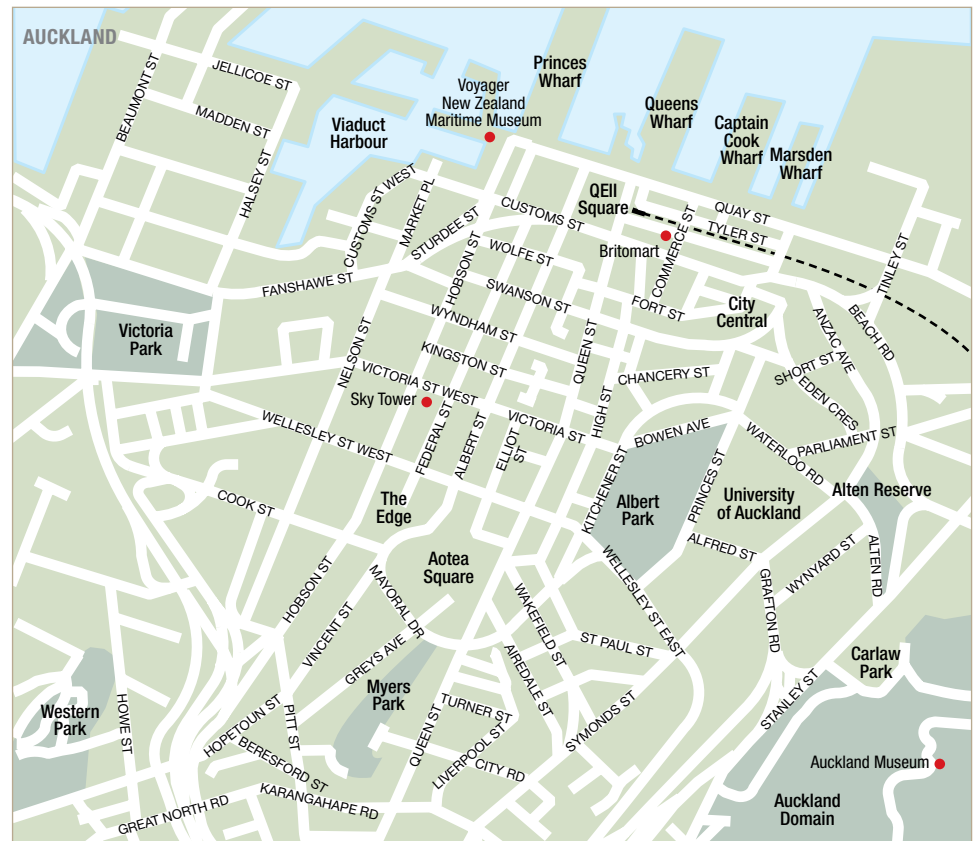 AUCKLAND
BEAUMONT ST
JELLICOE ST
MADDEN ST
HALSEY ST
Viaduct
Harbour
Voyager
New Zealand
Maritime Museum
Princes
Wharf
Queens
Wharf
Captain
Cook
Wharf
Marsden
Wharf
QEII
Square
QUAY ST
TYLER ST
Britomart
COMMERCE ST
CUSTOMS ST WEST
MARKET PL
STURDEE ST
CUSTOMS ST
FANSHAWE ST
HOBSON ST
WOLFE ST
SWANSON ST
FORT ST
City
Central
TINLEY ST
BEACH RD
ANZAC AVE
Victoria
Park
NELSON ST
WYNDHAM ST
KINGSTON ST
QUEEN ST
HIGH ST
CHANCERY ST
SHORT ST
EDEN CRES
VICTORIA ST WEST
Sky Tower
FEDERAL ST
ALBERT ST
ELLIOT
ST
VICTORIA ST
BOWEN AVE
WATERLOO RD
PARLIAMENT ST
WELLESLEY ST WEST
KITCHENER ST
Albert
Park
PRINCES ST
University
of Auckland
Alten Reserve
COOK ST
The
Edge
Aotea
Square
ALFRED ST
WYNYARD ST
ALTEN RD
GRAFTON RD
HOBSON ST
VINCENT ST
MAYORAL DR
GREYS AVE
WAKEFIELD ST
AIREDALE ST
ST PAUL ST
WELLESLEY ST EAST
Carlaw
Park
STANLEY ST
Western
Park
HOWE ST
HOPETOUN ST
PITT ST
Myers
Park
QUEEN ST
TURNER ST
LIVERPOOL ST
CITY RD
SYMONDS ST
BERESFORD ST
KARANGAHAPE RD
GREAT NORTH RD
Auckland Museum
Auckland
Domain